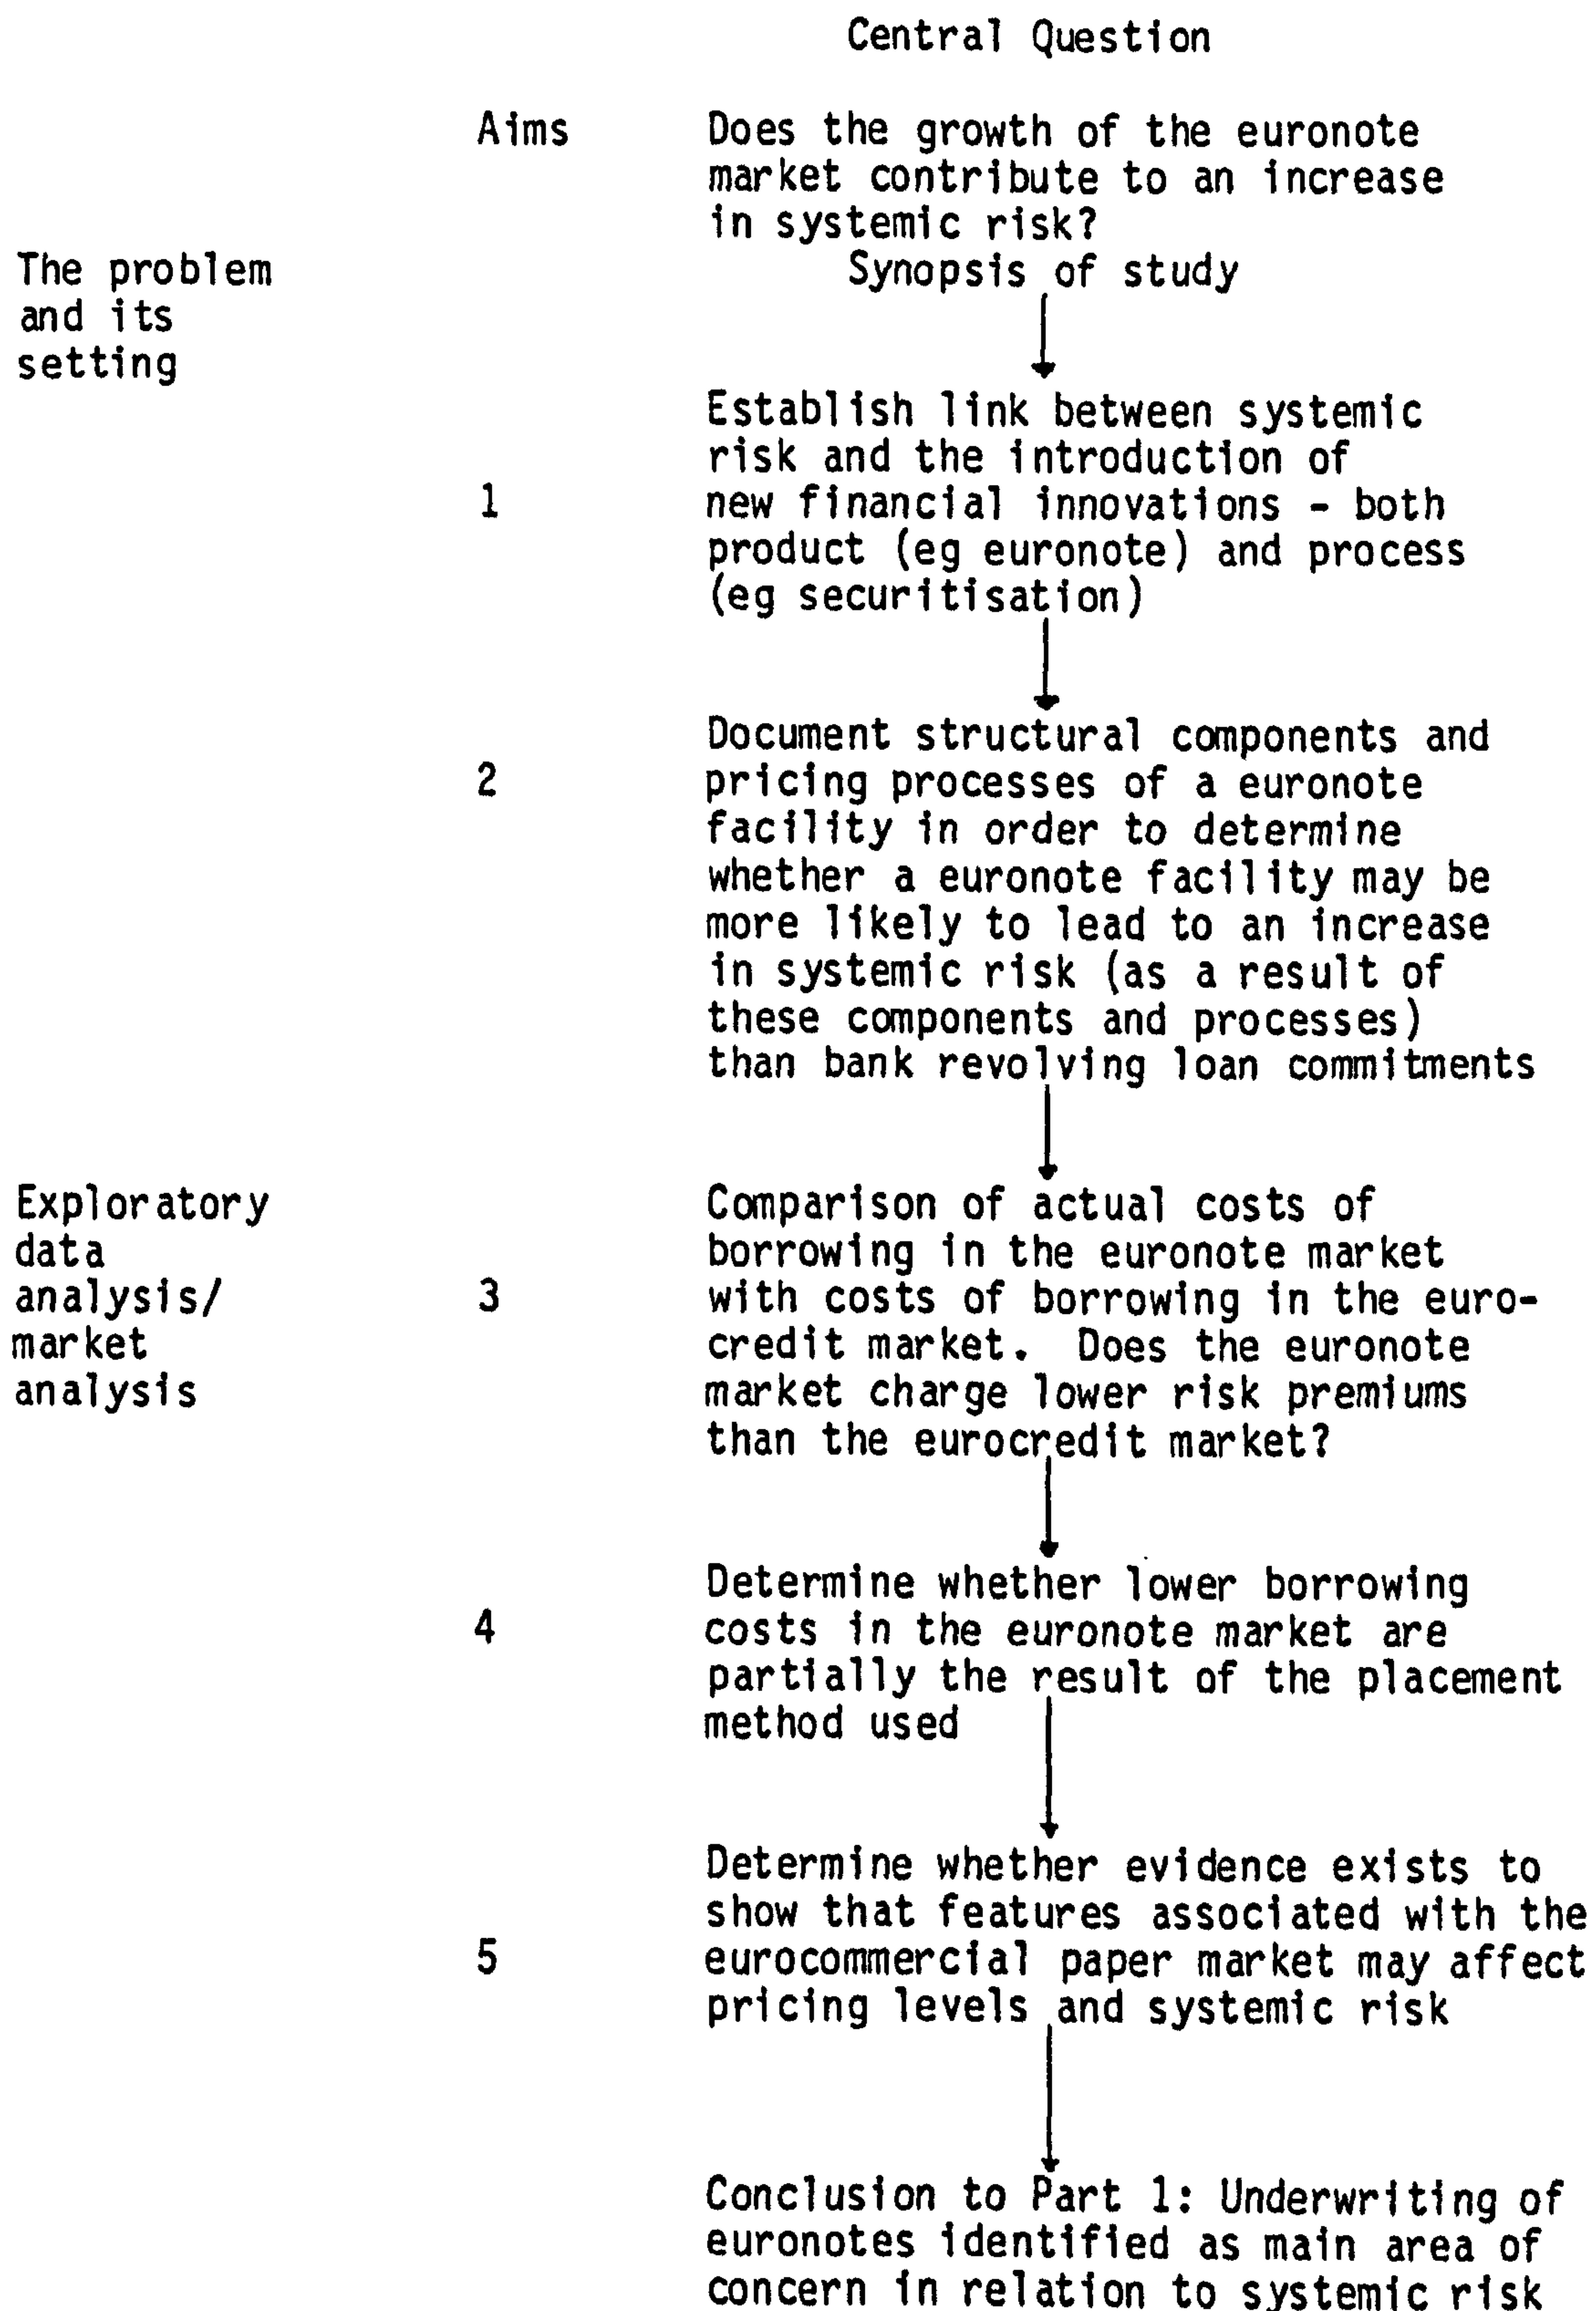 Central Question
Aims
Does the growth of the euronote
market contribute to an increase
in systemic risk?
The problem
and its
setting
Synopsis of study
Establish link between systemic
risk and the introduction of
1
new financial innovations - both
product (eg euronote) and process
(eg securitisation)
Document structural components and
2
pricing processes of a euronote
facility in order to determine
whether a euronote facility may be
more likely to lead to an increase
in systemic risk (as a result of
these components and processes)
than bank revolving loan commitments
Exploratory
data
analysis/
market
analysis
3
Comparison of actual costs of
borrowing in the euronote market
with costs of borrowing in the euro-
credit market. Does the euronote
market charge lower risk premiums
than the eurocredit market?
Determine whether lower borrowing
4
costs in the euronote market are
partially the result of the placement
method used
Determine whether evidence exists to
show that features associated with the
5
eurocommercial paper market may affect
pricing levels and systemic risk
Conclusion to Part 1: Underwriting of
euronotes identified as main area of
concern in relation to systemic risk